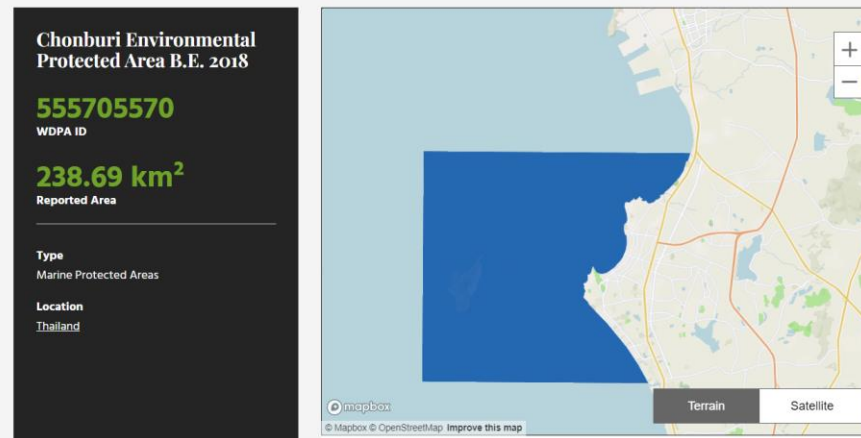 Chonburi Environmental
Protected Area B.E. 2018
555705570
WDPA ID
238.69 km²
Reported Area
Type
Marine Protected Areas
Location
Thailand
+
−
mapbox
Terrain
Satellite
© Mapbox © OpenStreetMap Improve this map